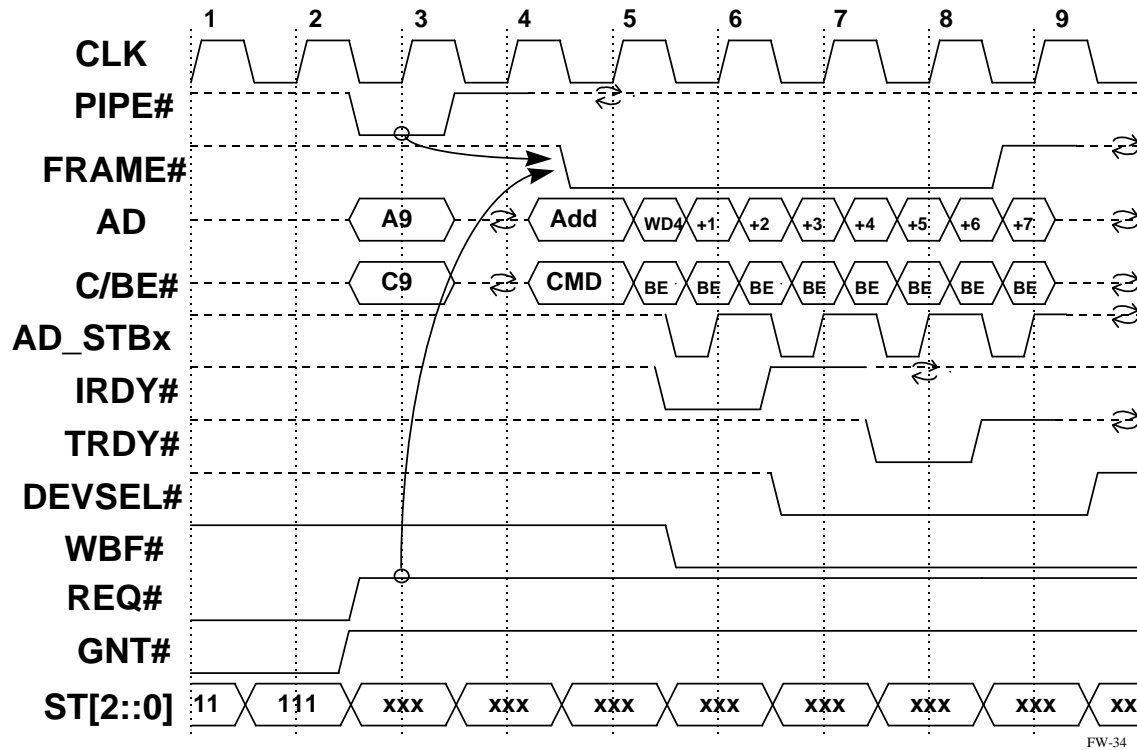 1 2 3 4 5 6 7 8 9
CLK
PIPE#
FRAME#
AD A9 Add WD4 +1 +2 +3 +4 +5 +6 +7
C/BE# C9 CMD BE BE BE BE BE BE BE BE
AD_STBx
IRDY#
TRDY#
DEVSEL#
WBF#
REQ#
GNT#
ST[2::0] 11 111 xxx xxx xxx xxx xxx xxx xxx xx
FW-34